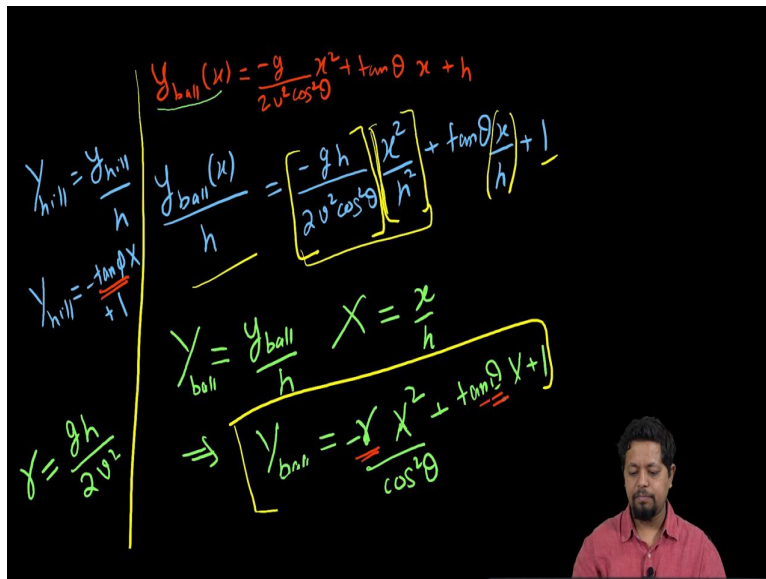 y_ball(x) = -g/(2v²cos²θ) x² + tanθ x + h
Y_hill = y_hill/h
y_ball(x)/h = [-gh/(2v²cos²θ)] [x²/h²] + tanθ (x/h) + 1
Y_hill = -tanφ X + 1
Y_ball = y_ball/h X = x/h
γ = gh/2v²
⇒ Y_ball = -γ X²/cos²θ + tanθ X + 1